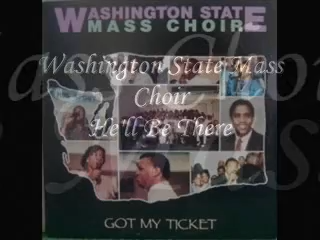 WASHINGTON STATE
MASS CHOIR
Washington State Mass
Choir
He'll Be There
GOT MY TICKET